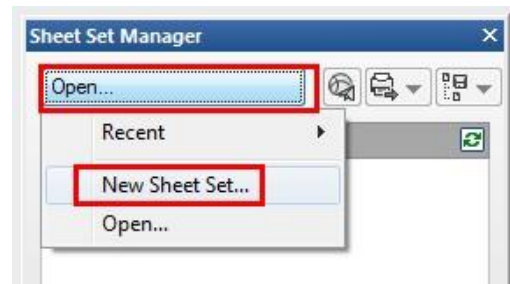 Sheet Set Manager
Open...
Recent
New Sheet Set...
Open...